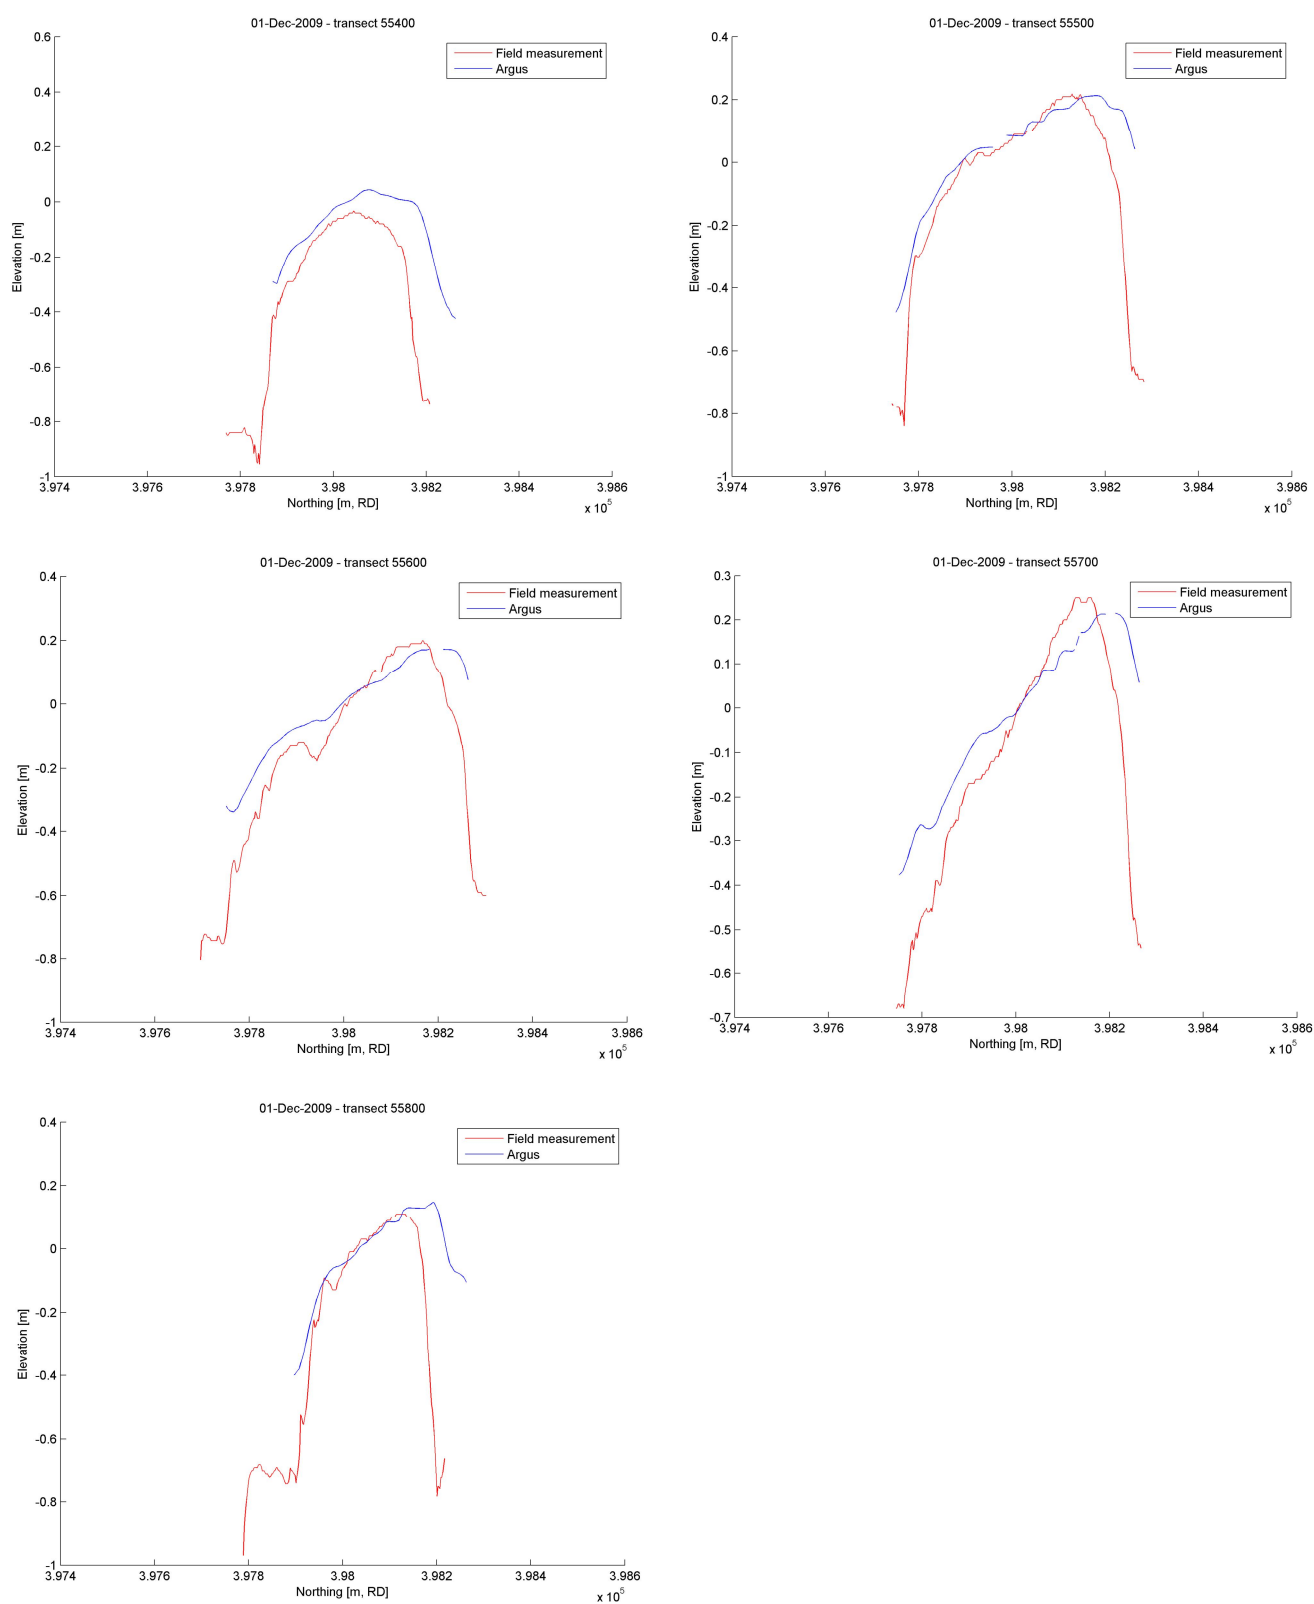 01-Dec-2009 - transect 55400
Field measurement
Argus
0.6
0.4
0.2
0
-0.2
-0.4
-0.6
-0.8
-1
Elevation [m]
3.974 3.976 3.978 3.98 3.982 3.984 3.986
Northing [m, RD]
x 10^5
01-Dec-2009 - transect 55500
Field measurement
Argus
0.4
0.2
0
-0.2
-0.4
-0.6
-0.8
-1
Elevation [m]
3.974 3.976 3.978 3.98 3.982 3.984 3.986
Northing [m, RD]
x 10^5
01-Dec-2009 - transect 55600
Field measurement
Argus
0.4
0.2
0
-0.2
-0.4
-0.6
-0.8
-1
Elevation [m]
3.974 3.976 3.978 3.98 3.982 3.984 3.986
Northing [m, RD]
x 10^5
01-Dec-2009 - transect 55700
Field measurement
Argus
0.3
0.2
0.1
0
-0.1
-0.2
-0.3
-0.4
-0.5
-0.6
-0.7
Elevation [m]
3.974 3.976 3.978 3.98 3.982 3.984 3.986
Northing [m, RD]
x 10^5
01-Dec-2009 - transect 55800
Field measurement
Argus
0.4
0.2
0
-0.2
-0.4
-0.6
-0.8
-1
Elevation [m]
3.974 3.976 3.978 3.98 3.982 3.984 3.986
Northing [m, RD]
x 10^5